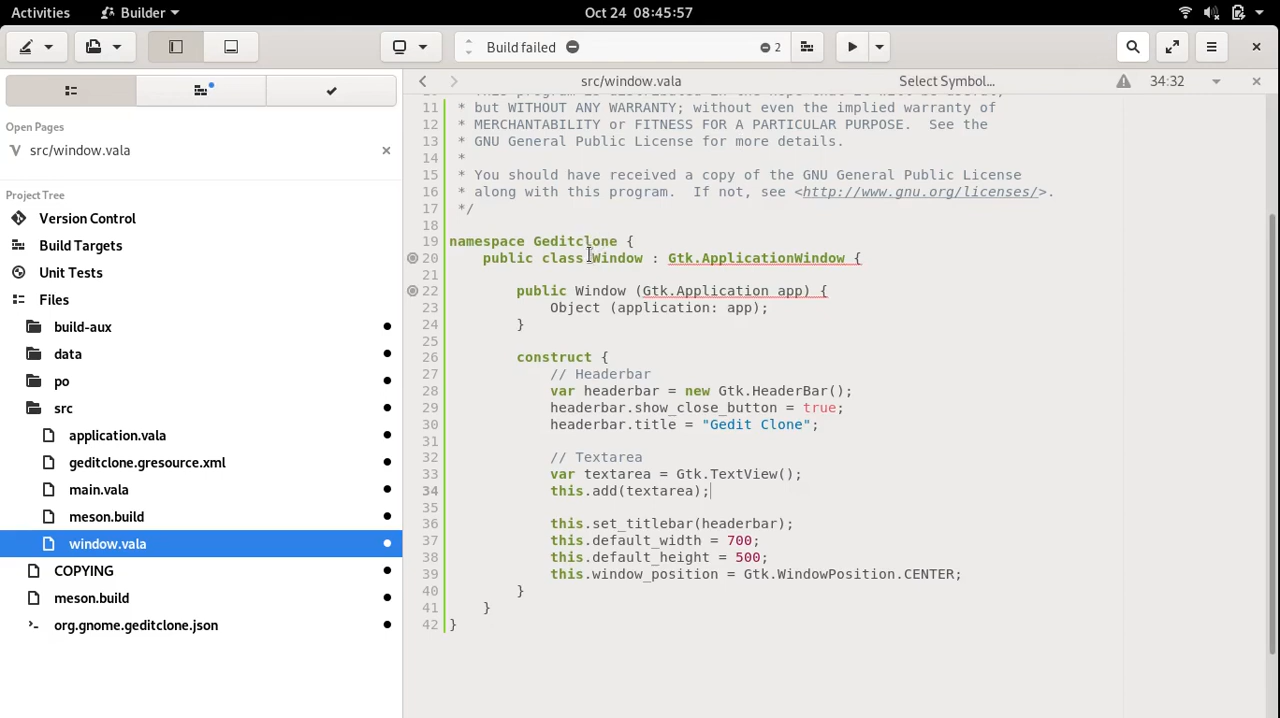 Activities
Builder
Oct 24 08:45:57
Build failed
2
src/window.vala
Select Symbol...
34:32
Open Pages
src/window.vala
Project Tree
Version Control
Build Targets
Unit Tests
Files
build-aux
data
po
src
application.vala
geditclone.gresource.xml
main.vala
meson.build
window.vala
COPYING
meson.build
org.gnome.geditclone.json
11 * but WITHOUT ANY WARRANTY; without even the implied warranty of
12 * MERCHANTABILITY or FITNESS FOR A PARTICULAR PURPOSE.  See the
13 * GNU General Public License for more details.
14 *
15 * You should have received a copy of the GNU General Public License
16 * along with this program.  If not, see <http://www.gnu.org/licenses/>.
17 */
18
19 namespace Geditclone {
20     public class Window : Gtk.ApplicationWindow {
21
22         public Window (Gtk.Application app) {
23             Object (application: app);
24         }
25
26         construct {
27             // Headerbar
28             var headerbar = new Gtk.HeaderBar();
29             headerbar.show_close_button = true;
30             headerbar.title = "Gedit Clone";
31
32             // Textarea
33             var textarea = Gtk.TextView();
34             this.add(textarea);
35
36             this.set_titlebar(headerbar);
37             this.default_width = 700;
38             this.default_height = 500;
39             this.window_position = Gtk.WindowPosition.CENTER;
40         }
41     }
42 }